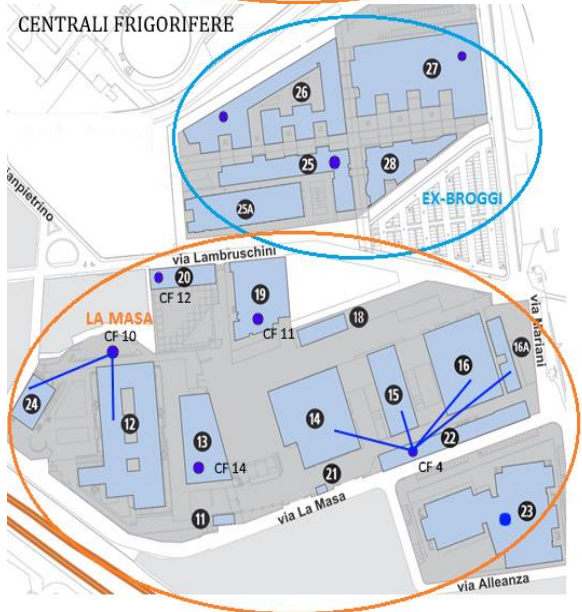 CENTRALI FRIGORIFERE
27
26
25
28
25A
EX-BROGGI
via Lambruschini
20
CF 12
19
CF 11
LA MASA
CF 10
18
via Mariani
16A
16
15
24
12
14
13
22
CF 14
CF 4
21
11
via La Masa
23
via Alleanza